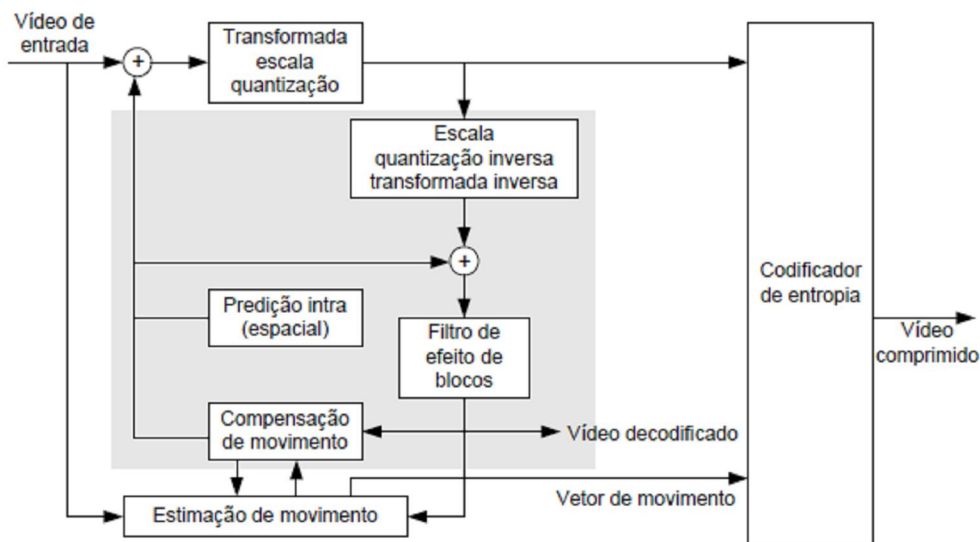 Vídeo de
entrada
+
Transformada
escala
quantização
Escala
quantização inversa
transformada inversa
+
Predição intra
(espacial)
Filtro de
efeito de
blocos
Compensação
de movimento
Vídeo decodificado
Estimação de movimento
Vetor de movimento
Codificador
de entropia
Vídeo
comprimido